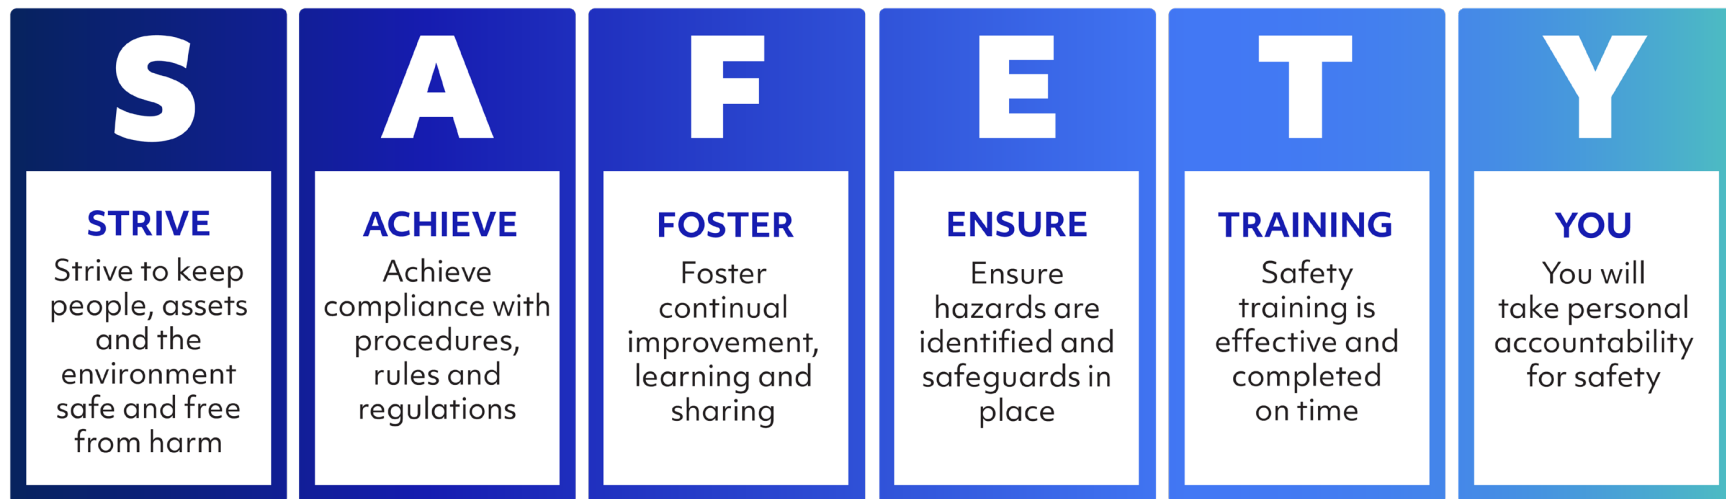 S
STRIVE
Strive to keep
people, assets
and the
environment
safe and free
from harm
A
ACHIEVE
Achieve
compliance with
procedures,
rules and
regulations
F
FOSTER
Foster
continual
improvement,
learning and
sharing
E
ENSURE
Ensure
hazards are
identified and
safeguards in
place
T
TRAINING
Safety
training is
effective and
completed
on time
Y
YOU
You will
take personal
accountability
for safety